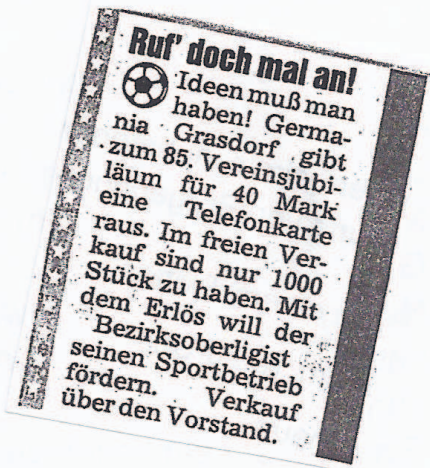 Ruf' doch mal an!
Ideen muß man
haben! Germa-
nia Grasdorf gibt
zum 85. Vereinsjubi-
läum für 40 Mark
eine Telefonkarte
raus. Im freien Ver-
kauf sind nur 1000
Stück zu haben. Mit
dem Erlös will der
Bezirksoberligist
seinen Sportbetrieb
fördern. Verkauf
über den Vorstand.